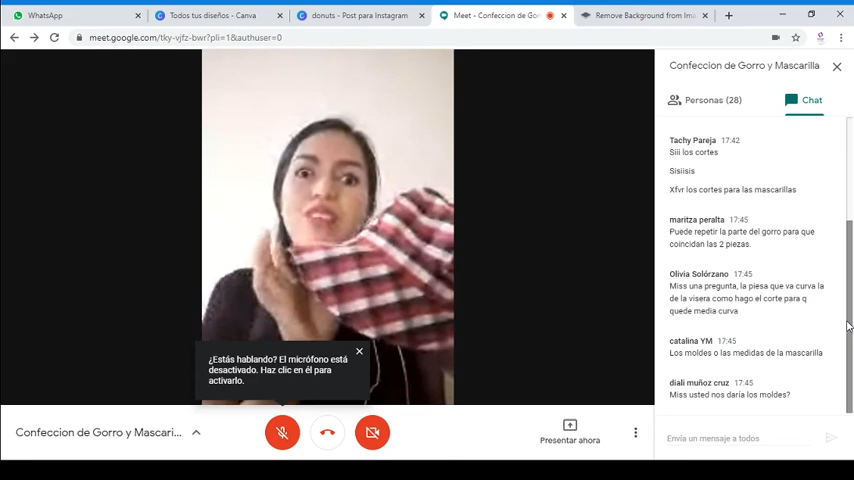 WhatsApp
Todos tus diseños - Canva
donuts - Post para Instagram
Meet - Confeccion de Gor
Remove Background from Ima
meet.google.com/tky-vjfz-bwr?pli=1&authuser=0
Confeccion de Gorro y Mascarilla
Personas (28)
Chat
Tachy Pareja 17:42
Siii los cortes
Sisiisis
Xfvr los cortes para las mascarillas
maritza peralta 17:45
Puede repetir la parte del gorro para que
coincidan las 2 piezas.
Olivia Solórzano 17:45
Miss una pregunta, la piesa que va curva la
de la visera como hago el corte para q
quede media curva
catalina YM 17:45
Los moldes o las medidas de la mascarilla
diali muñoz cruz 17:45
Miss usted nos daría los moldes?
¿Estás hablando? El micrófono está
desactivado. Haz clic en él para
activarlo.
Confeccion de Gorro y Mascari...
Presentar ahora
Envía un mensaje a todos